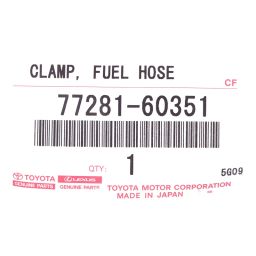 CLAMP, FUEL HOSE
CF
77281-60351
QTY: 1
5G09
TOYOTA LEXUS
GENUINE PARTS GENUINE PARTS
TOYOTA MOTOR CORPORATION
MADE IN JAPAN